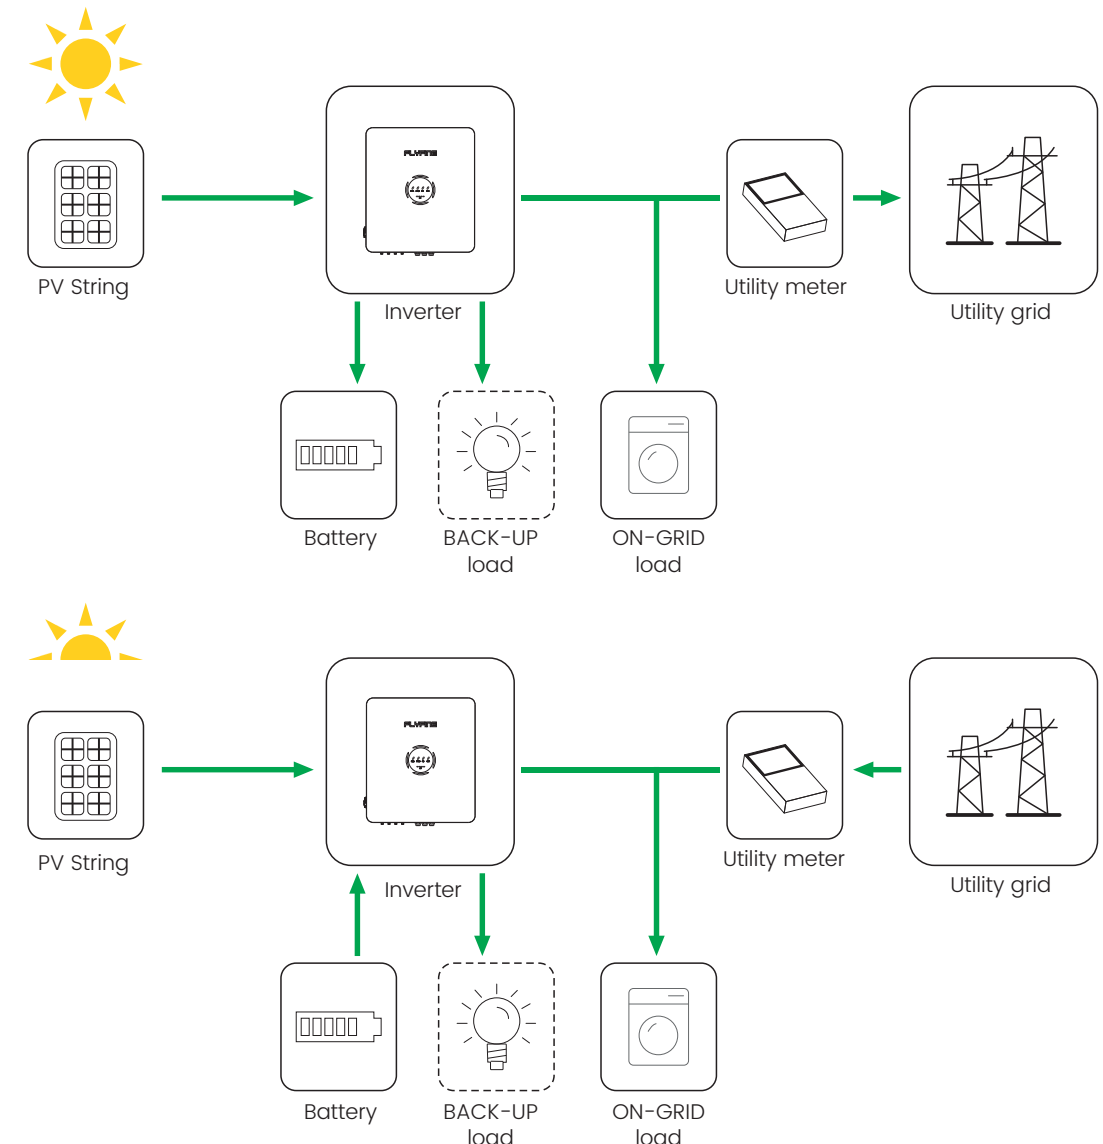 PV String
Inverter
Utility meter
Utility grid
Battery
BACK-UP
load
ON-GRID
load
PV String
Inverter
Utility meter
Utility grid
Battery
BACK-UP
load
ON-GRID
load